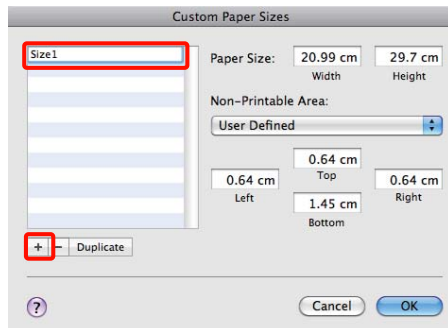 Custom Paper Sizes
Size1
Paper Size: 20.99 cm 29.7 cm
Width Height
Non-Printable Area:
User Defined
0.64 cm
Top
0.64 cm 0.64 cm
Left Right
1.45 cm
Bottom
+ - Duplicate
? Cancel OK